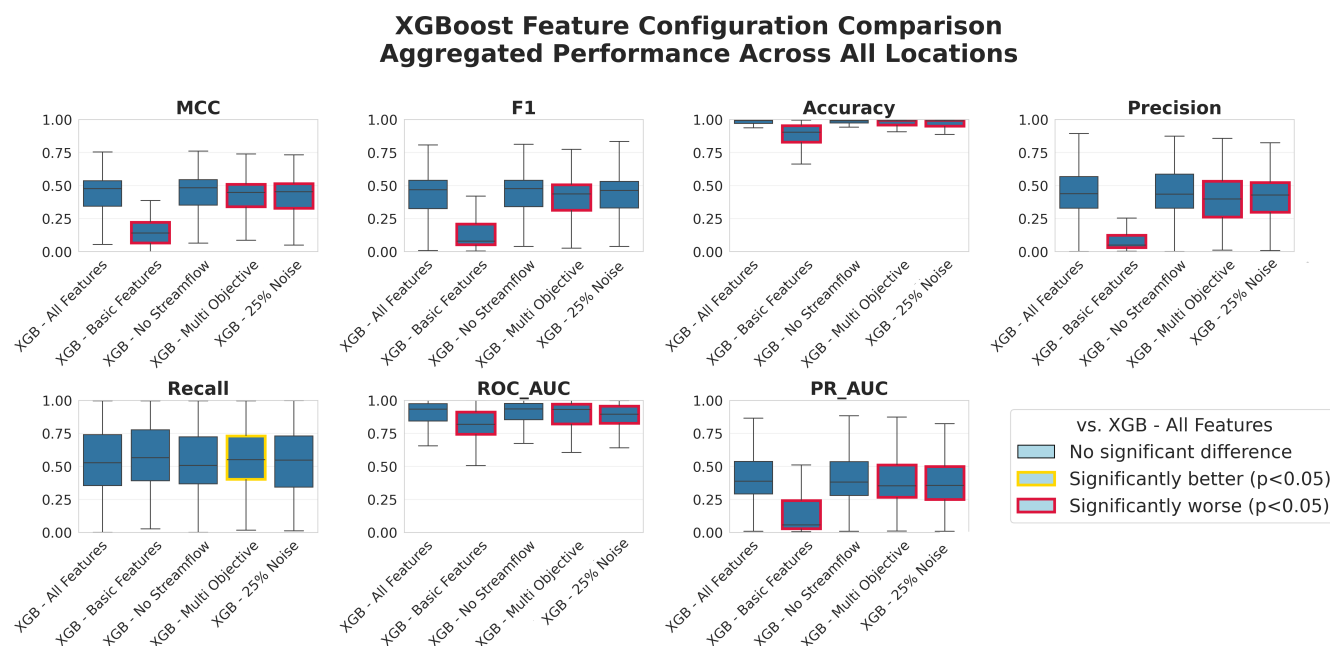 XGBoost Feature Configuration Comparison
Aggregated Performance Across All Locations
MCC
1.00
0.75
0.50
0.25
0.00
XGB - All Features
XGB - Basic Features
XGB - No Streamflow
XGB - Multi Objective
XGB - 25% Noise
F1
1.00
0.75
0.50
0.25
0.00
XGB - All Features
XGB - Basic Features
XGB - No Streamflow
XGB - Multi Objective
XGB - 25% Noise
Accuracy
1.00
0.75
0.50
0.25
0.00
XGB - All Features
XGB - Basic Features
XGB - No Streamflow
XGB - Multi Objective
XGB - 25% Noise
Precision
1.00
0.75
0.50
0.25
0.00
XGB - All Features
XGB - Basic Features
XGB - No Streamflow
XGB - Multi Objective
XGB - 25% Noise
Recall
1.00
0.75
0.50
0.25
0.00
XGB - All Features
XGB - Basic Features
XGB - No Streamflow
XGB - Multi Objective
XGB - 25% Noise
ROC_AUC
1.00
0.75
0.50
0.25
0.00
XGB - All Features
XGB - Basic Features
XGB - No Streamflow
XGB - Multi Objective
XGB - 25% Noise
PR_AUC
1.00
0.75
0.50
0.25
0.00
XGB - All Features
XGB - Basic Features
XGB - No Streamflow
XGB - Multi Objective
XGB - 25% Noise
vs. XGB - All Features
No significant difference
Significantly better (p<0.05)
Significantly worse (p<0.05)